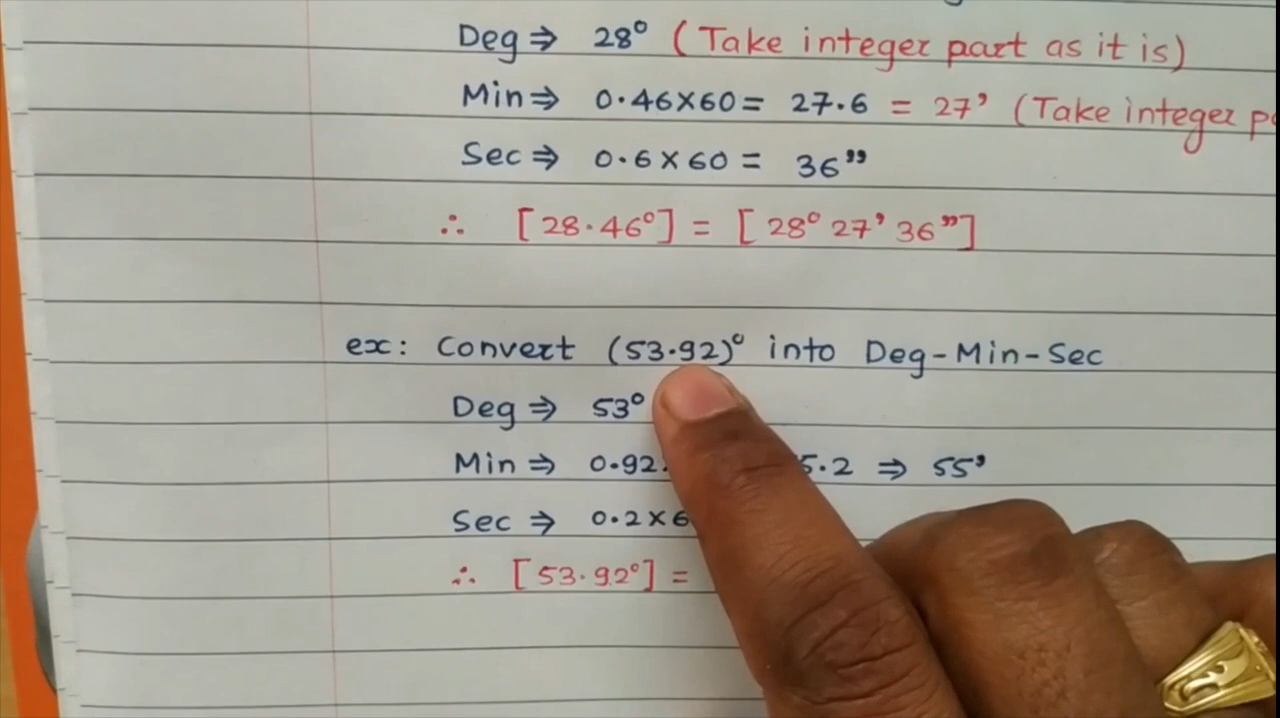 Deg ⇒ 28° (Take integer part as it is)
Min ⇒ 0.46×60 = 27.6 = 27' (Take integer
Sec ⇒ 0.6×60 = 36"
∴ [28.46°] = [28° 27' 36"]
ex: Convert (53.92)° into Deg-Min-Sec
Deg ⇒ 53°
Min ⇒ 0.92 5.2 ⇒ 55'
Sec ⇒ 0.2×6
∴ [53.92°] =